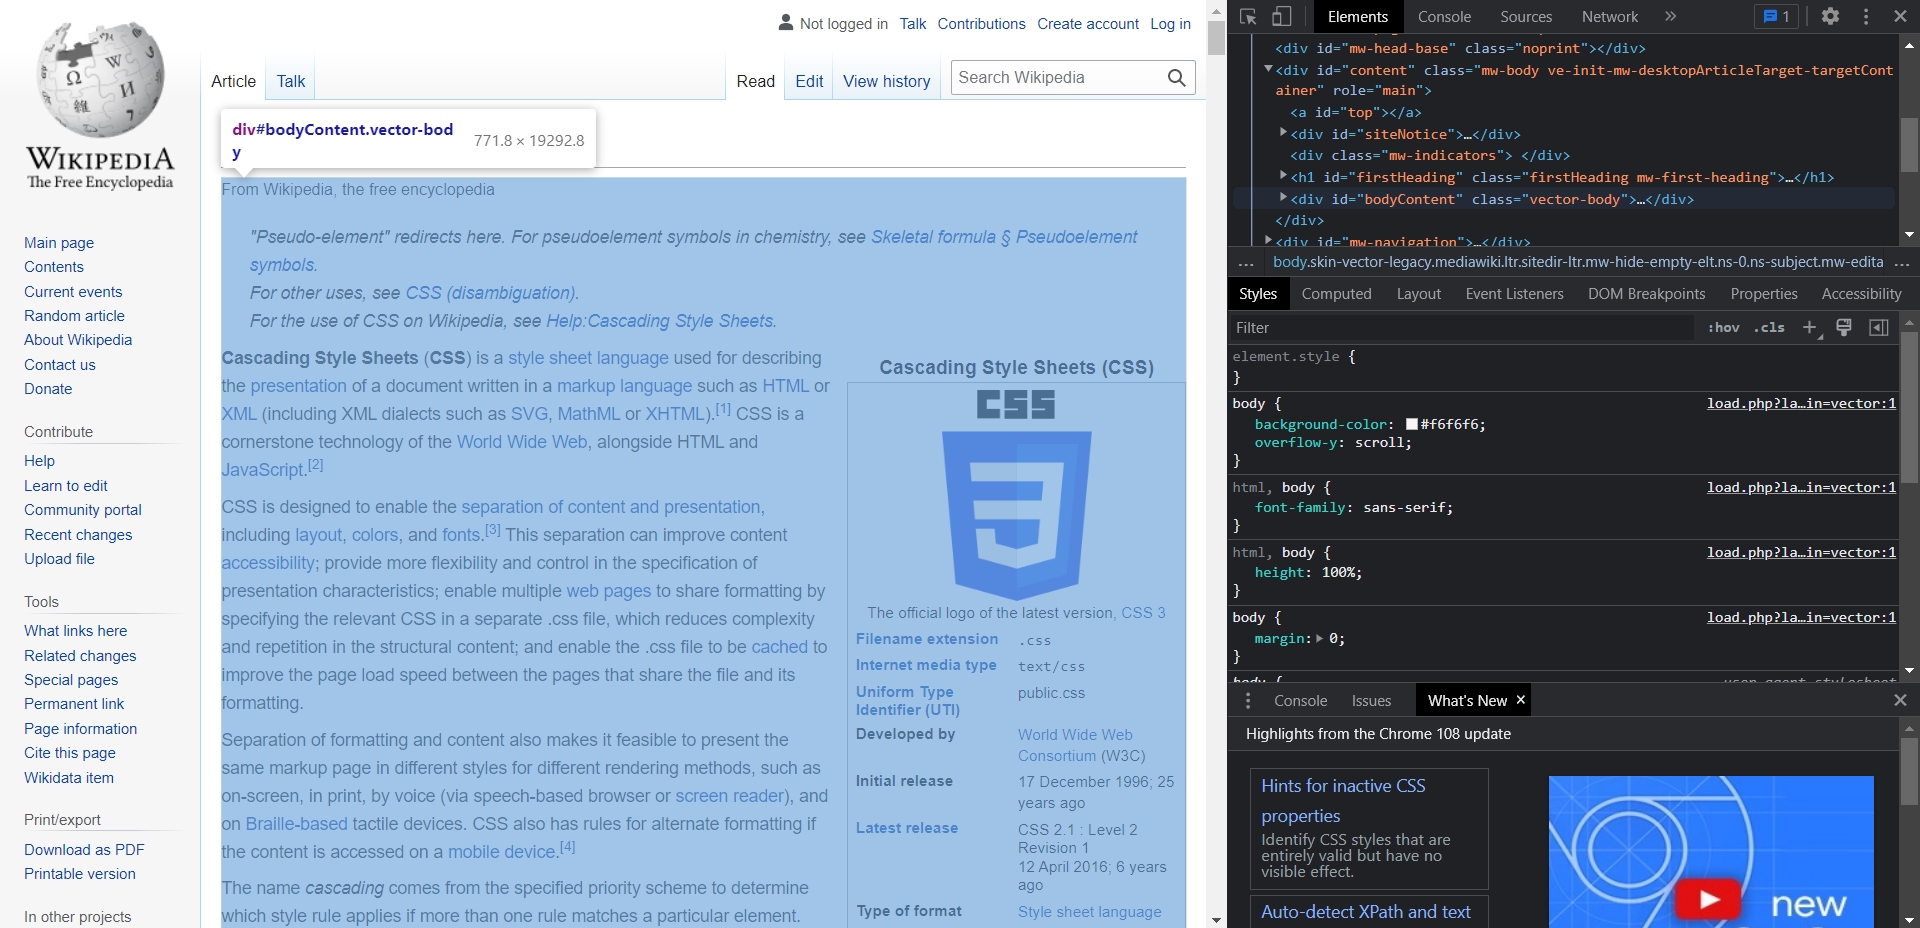 Not logged in Talk Contributions Create account Log in
Article Talk
Read Edit View history Search Wikipedia
WIKIPEDIA
The Free Encyclopedia
Main page
Contents
Current events
Random article
About Wikipedia
Contact us
Donate
Contribute
Help
Learn to edit
Community portal
Recent changes
Upload file
Tools
What links here
Related changes
Special pages
Permanent link
Page information
Cite this page
Wikidata item
Print/export
Download as PDF
Printable version
In other projects
div#bodyContent.vector-bod
y
771.8 × 19292.8
From Wikipedia, the free encyclopedia
"Pseudo-element" redirects here. For pseudoelement symbols in chemistry, see Skeletal formula § Pseudoelement
symbols.
For other uses, see CSS (disambiguation).
For the use of CSS on Wikipedia, see Help:Cascading Style Sheets.
Cascading Style Sheets (CSS) is a style sheet language used for describing
the presentation of a document written in a markup language such as HTML or
XML (including XML dialects such as SVG, MathML or XHTML).[1] CSS is a
cornerstone technology of the World Wide Web, alongside HTML and
JavaScript.[2]
CSS is designed to enable the separation of content and presentation,
including layout, colors, and fonts.[3] This separation can improve content
accessibility; provide more flexibility and control in the specification of
presentation characteristics; enable multiple web pages to share formatting by
specifying the relevant CSS in a separate .css file, which reduces complexity
and repetition in the structural content; and enable the .css file to be cached to
improve the page load speed between the pages that share the file and its
formatting.
Separation of formatting and content also makes it feasible to present the
same markup page in different styles for different rendering methods, such as
on-screen, in print, by voice (via speech-based browser or screen reader), and
on Braille-based tactile devices. CSS also has rules for alternate formatting if
the content is accessed on a mobile device.[4]
The name cascading comes from the specified priority scheme to determine
which style rule applies if more than one rule matches a particular element.
Cascading Style Sheets (CSS)
CSS
3
The official logo of the latest version, CSS 3
Filename extension .css
Internet media type text/css
Uniform Type public.css
Identifier (UTI)
Developed by World Wide Web
Consortium (W3C)
Initial release 17 December 1996; 25
years ago
Latest release CSS 2.1 : Level 2
Revision 1
12 April 2016; 6 years
ago
Type of format Style sheet language
Elements Console Sources Network » 1
<div id="mw-head-base" class="noprint"></div>
<div id="content" class="mw-body ve-init-mw-desktopArticleTarget-targetCont
ainer" role="main">
<a id="top"></a>
<div id="siteNotice">…</div>
<div class="mw-indicators"> </div>
<h1 id="firstHeading" class="firstHeading mw-first-heading">…</h1>
<div id="bodyContent" class="vector-body">…</div>
</div>
<div id="mw-navigation">…</div>
... body.skin-vector-legacy.mediawiki.ltr.sitedir-ltr.mw-hide-empty-elt.ns-0.ns-subject.mw-edita ...
Styles Computed Layout Event Listeners DOM Breakpoints Properties Accessibility
Filter :hov .cls +
element.style {
}
body { load.php?la…in=vector:1
background-color: #f6f6f6;
overflow-y: scroll;
}
html, body { load.php?la…in=vector:1
font-family: sans-serif;
}
html, body { load.php?la…in=vector:1
height: 100%;
}
body { load.php?la…in=vector:1
margin: 0;
}
body { user agent stylesheet
Console Issues What's New ×
Highlights from the Chrome 108 update
Hints for inactive CSS
properties
Identify CSS styles that are
entirely valid but have no
visible effect.
Auto-detect XPath and text
new